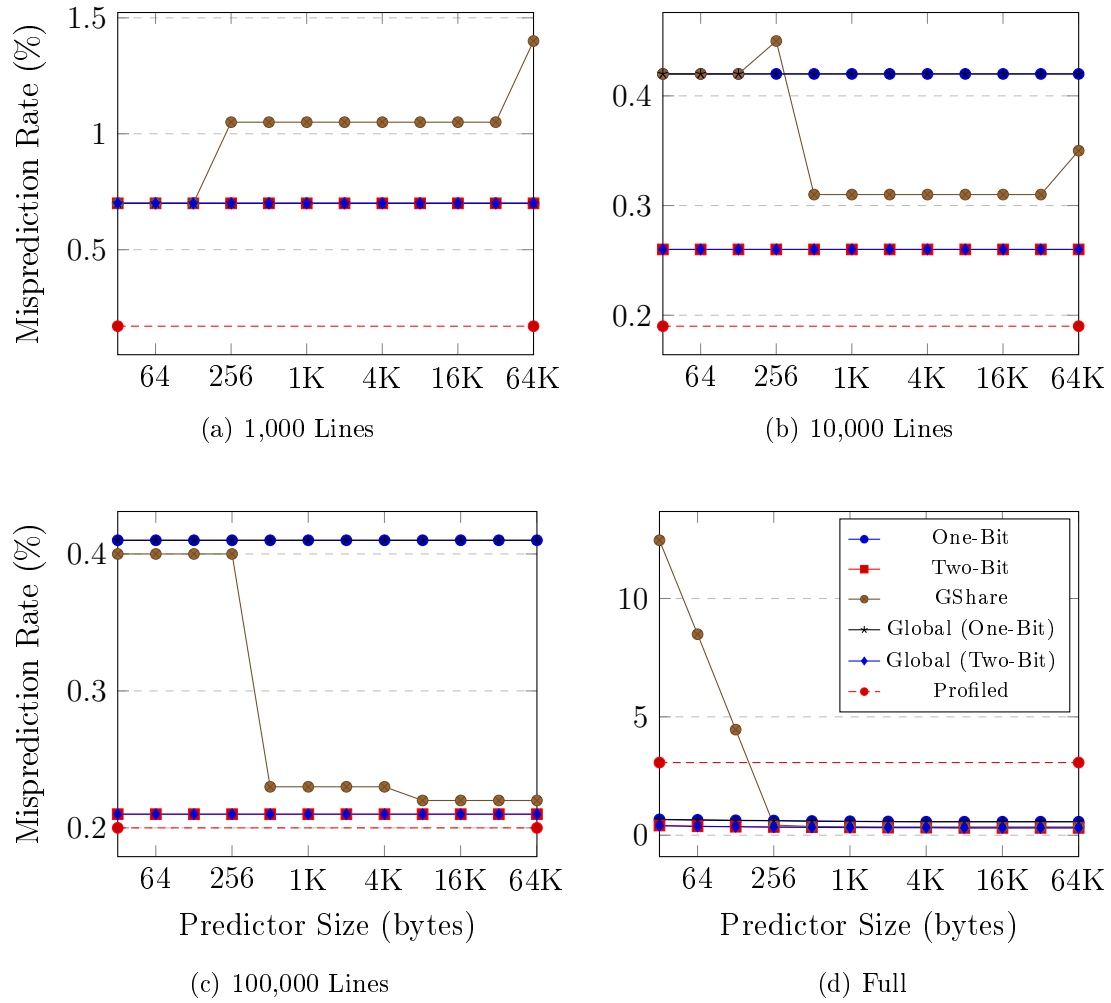 Misprediction Rate (%)
1.5
1
0.5
64 256 1K 4K 16K 64K
(a) 1,000 Lines
0.4
0.3
0.2
64 256 1K 4K 16K 64K
(b) 10,000 Lines
Misprediction Rate (%)
0.4
0.3
0.2
64 256 1K 4K 16K 64K
Predictor Size (bytes)
(c) 100,000 Lines
10
5
0
One-Bit
Two-Bit
GShare
Global (One-Bit)
Global (Two-Bit)
Profiled
64 256 1K 4K 16K 64K
Predictor Size (bytes)
(d) Full